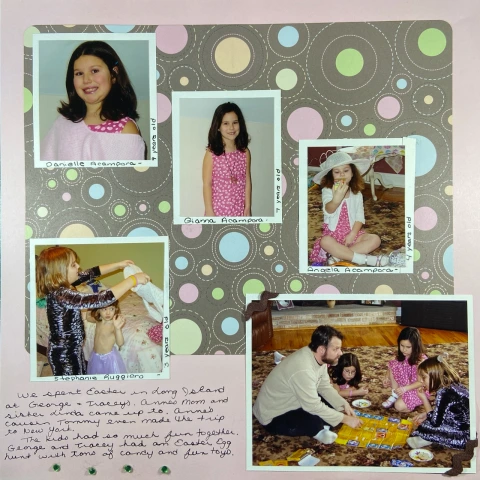 Danielle Acampora -
4 years old
Gianna Acampora -
7 years old
Angela Acampora -
4 years old
Stephanie Ruggiero
7 years old
We spent Easter in Long Island
at George + Tracey's. Anne's Mom and
sister Linda came up to. Anne's
cousin Tommy even made the trip
to New York.
The kids had so much fun together.
George and Tracey had an Easter Egg
hunt with tons of candy and fun toys.